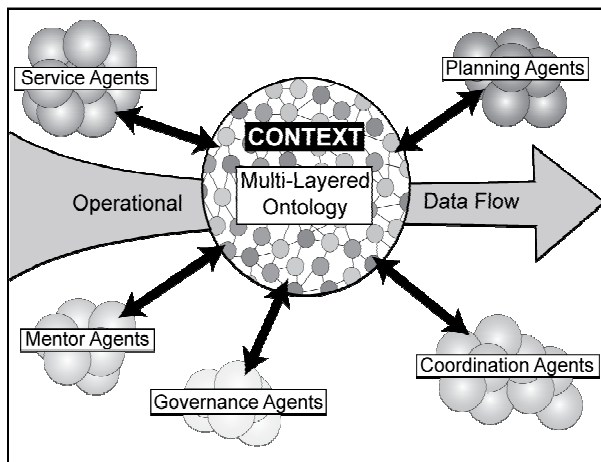 Service Agents
Planning Agents
CONTEXT
Multi-Layered
Ontology
Operational
Data Flow
Mentor Agents
Governance Agents
Coordination Agents